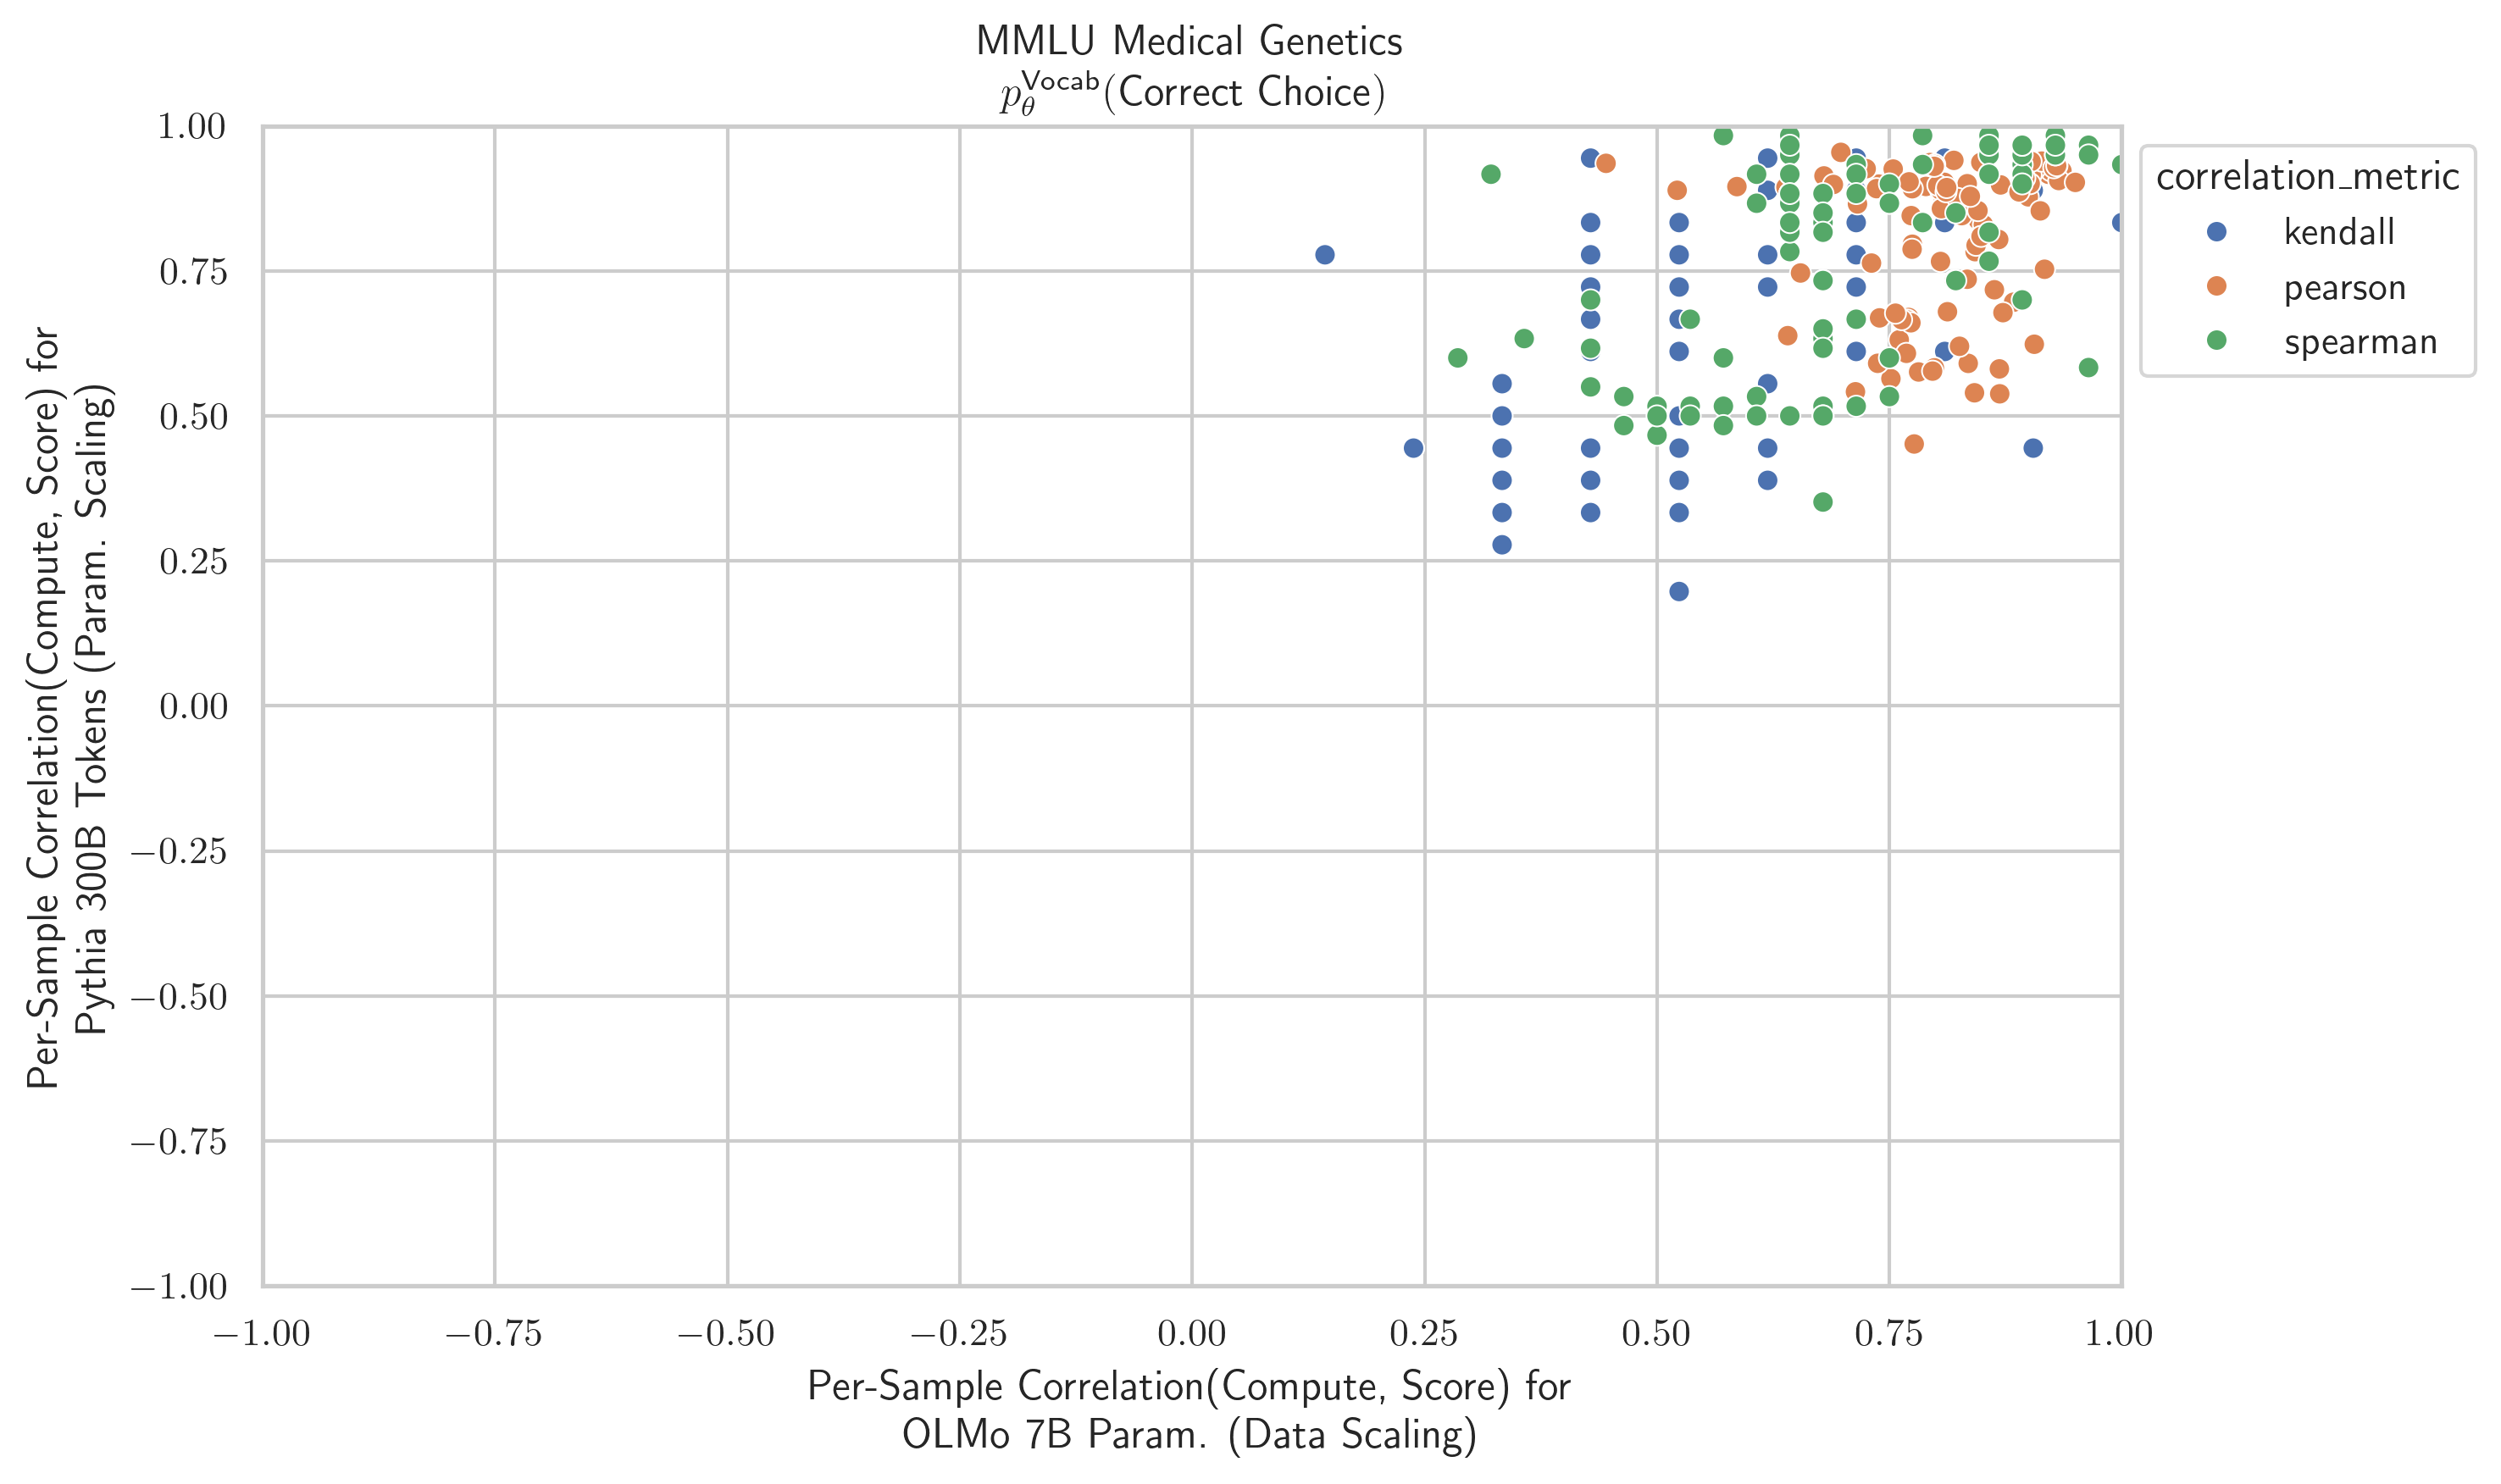 MMLU Medical Genetics
p_θ^Vocab(Correct Choice)
Per-Sample Correlation(Compute, Score) for
Pythia 300B Tokens (Param. Scaling)
1.00
0.75
0.50
0.25
0.00
−0.25
−0.50
−0.75
−1.00
−1.00 −0.75 −0.50 −0.25 0.00 0.25 0.50 0.75 1.00
Per-Sample Correlation(Compute, Score) for
OLMo 7B Param. (Data Scaling)
correlation_metric
kendall
pearson
spearman